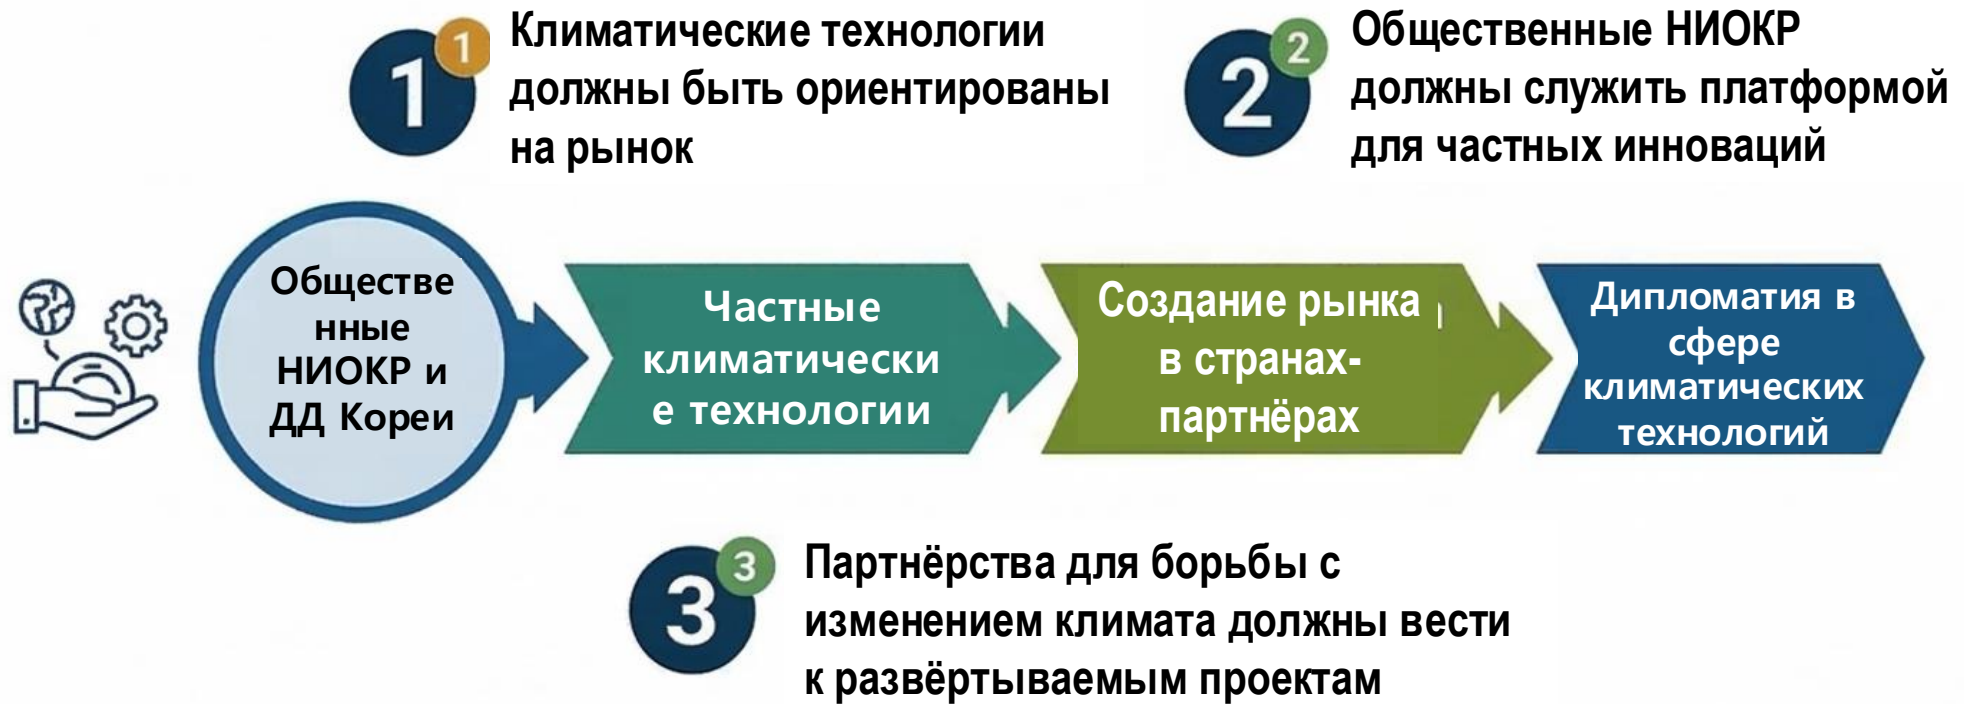 1
1
Климатические технологии
должны быть ориентированы
на рынок
2
2
Общественные НИОКР
должны служить платформой
для частных инноваций
Обществе
нные
НИОКР и
ДД Кореи
Частные
климатически
е технологии
Создание рынка
в странах-
партнёрах
Дипломатия в
сфере
климатических
технологий
3
3
Партнёрства для борьбы с
изменением климата должны вести
к развёртываемым проектам